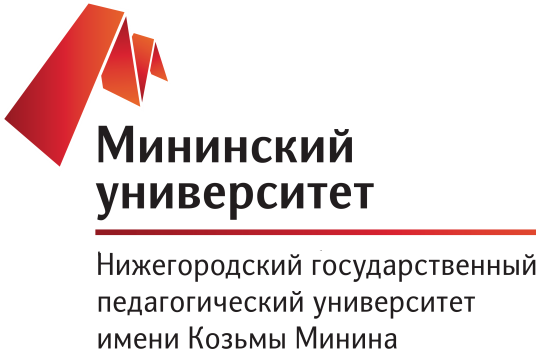 Мининский
университет
Нижегородский государственный
педагогический университет
имени Козьмы Минина